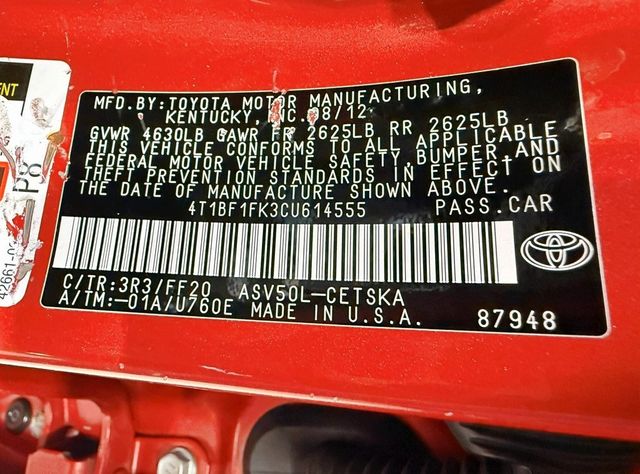 MFD.BY:TOYOTA MOTOR MANUFACTURING,
KENTUCKY, INC. 08/12
GVWR 4630LB GAWR FR 2625LB RR 2625LB
THIS VEHICLE CONFORMS TO ALL APPLICABLE
FEDERAL MOTOR VEHICLE SAFETY,BUMPER,AND
THEFT PREVENTION STANDARDS IN EFFECT ON
THE DATE OF MANUFACTURE SHOWN ABOVE.
4T1BF1FK3CU614555 PASS.CAR
C/TR:3R3/FF20 ASV50L-CETSKA
A/TM:-01A/U760E MADE IN U.S.A. 87948
P8